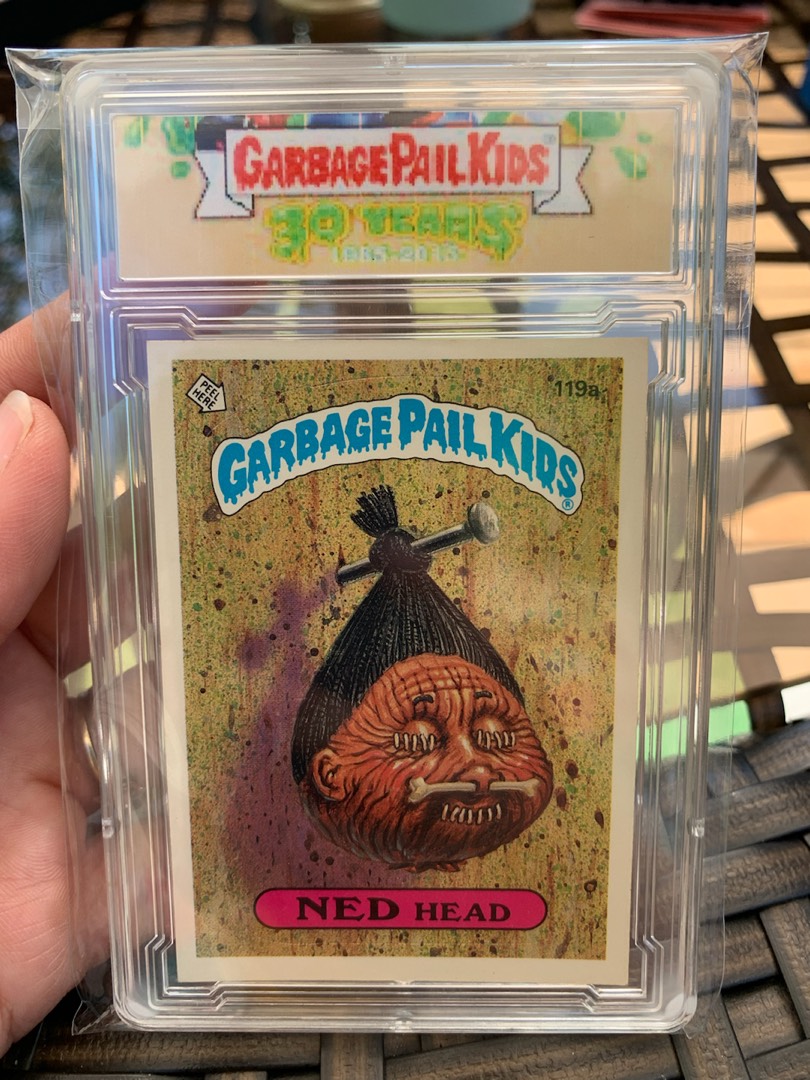 GARBAGE PAIL KIDS
30 YEARS
1985-2015
PEEL
HERE
119a
GARBAGE PAIL KIDS®
NED HEAD